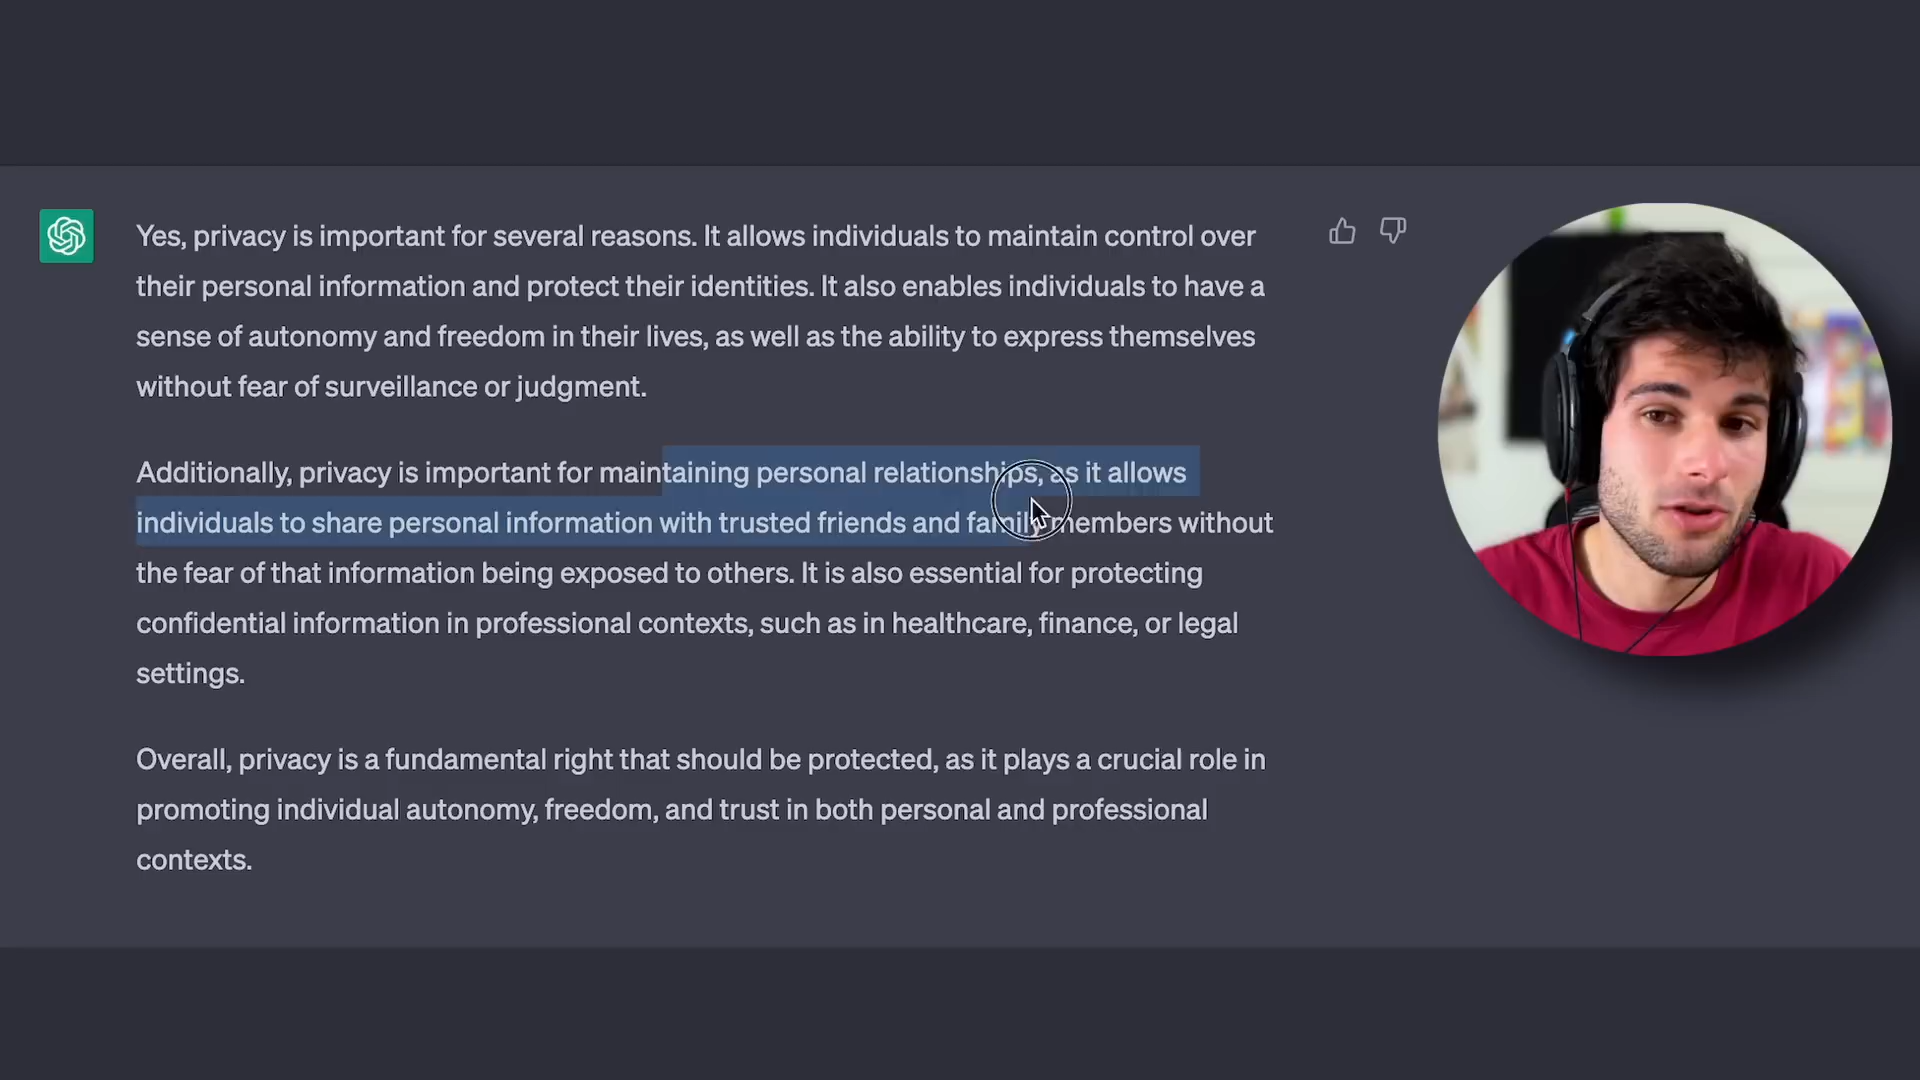 Yes, privacy is important for several reasons. It allows individuals to maintain control over
their personal information and protect their identities. It also enables individuals to have a
sense of autonomy and freedom in their lives, as well as the ability to express themselves
without fear of surveillance or judgment.
Additionally, privacy is important for maintaining personal relationships, as it allows
individuals to share personal information with trusted friends and family members without
the fear of that information being exposed to others. It is also essential for protecting
confidential information in professional contexts, such as in healthcare, finance, or legal
settings.
Overall, privacy is a fundamental right that should be protected, as it plays a crucial role in
promoting individual autonomy, freedom, and trust in both personal and professional
contexts.